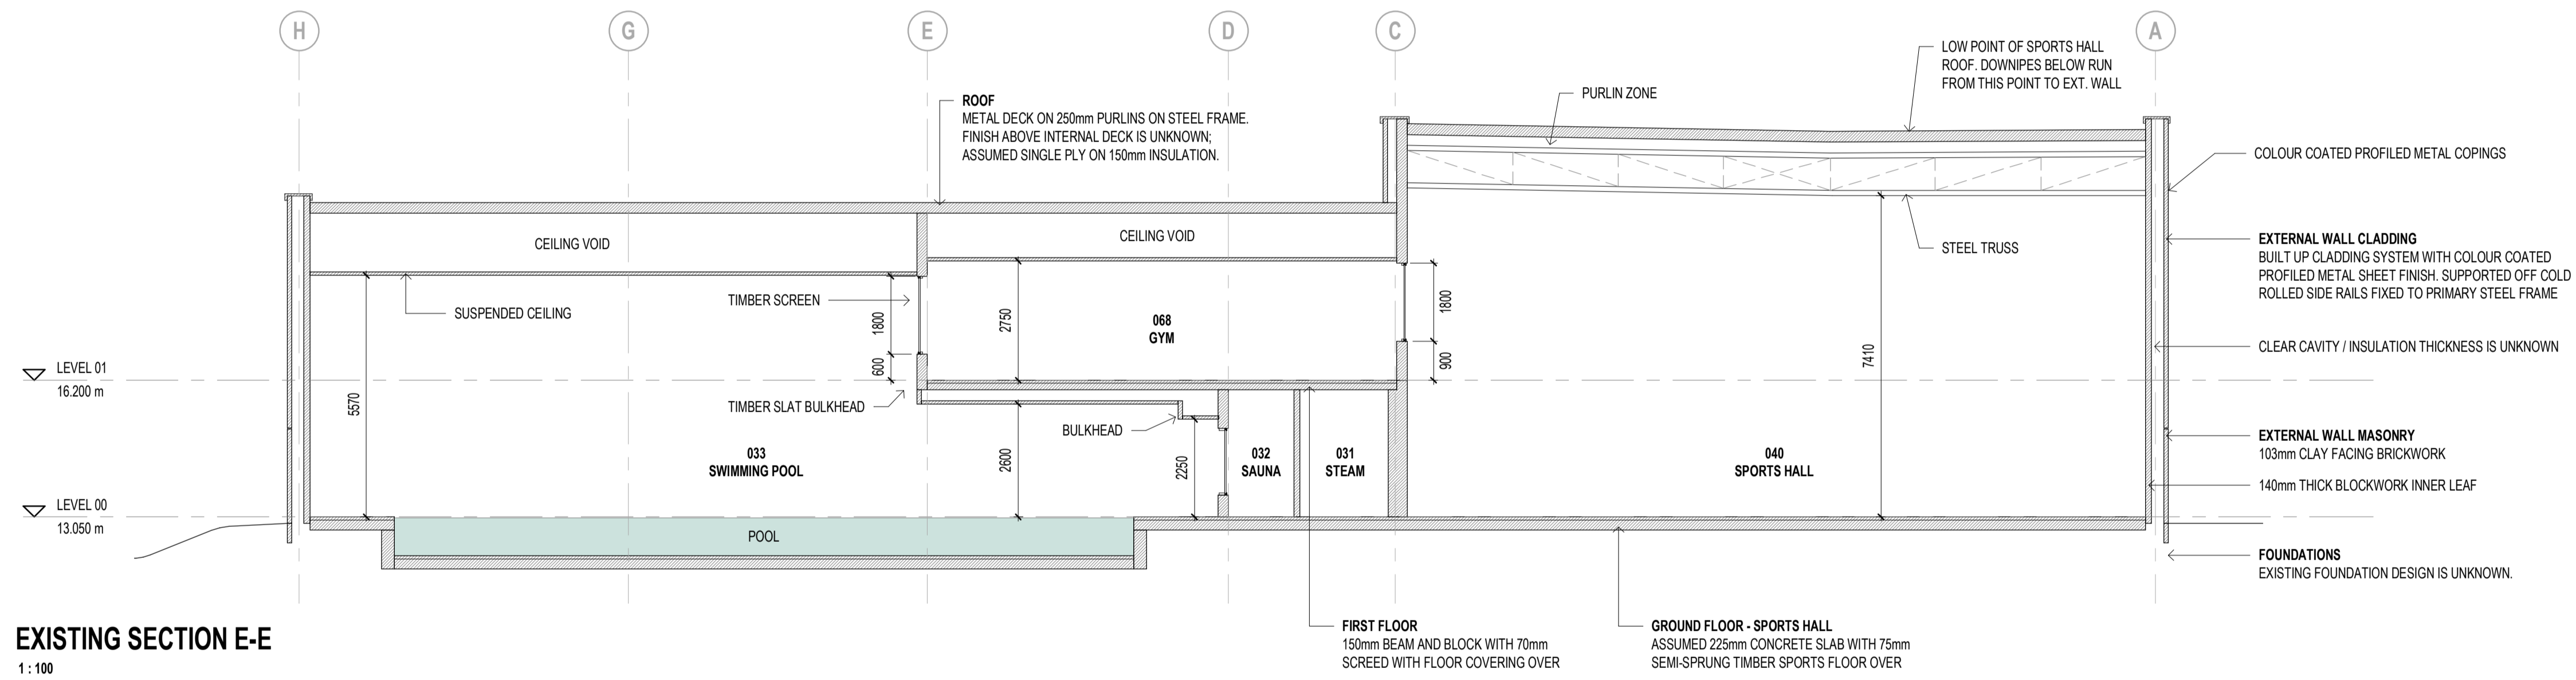 H
G
E
D
C
A
LOW POINT OF SPORTS HALL
ROOF. DOWNIPES BELOW RUN
FROM THIS POINT TO EXT. WALL
PURLIN ZONE
ROOF
METAL DECK ON 250mm PURLINS ON STEEL FRAME.
FINISH ABOVE INTERNAL DECK IS UNKNOWN;
ASSUMED SINGLE PLY ON 150mm INSULATION.
COLOUR COATED PROFILED METAL COPINGS
CEILING VOID
CEILING VOID
STEEL TRUSS
EXTERNAL WALL CLADDING
BUILT UP CLADDING SYSTEM WITH COLOUR COATED
PROFILED METAL SHEET FINISH. SUPPORTED OFF COLD
ROLLED SIDE RAILS FIXED TO PRIMARY STEEL FRAME
SUSPENDED CEILING
TIMBER SCREEN
1800
2750
068
GYM
1800
CLEAR CAVITY / INSULATION THICKNESS IS UNKNOWN
LEVEL 01
16.200 m
600
900
7410
5570
TIMBER SLAT BULKHEAD
BULKHEAD
EXTERNAL WALL MASONRY
103mm CLAY FACING BRICKWORK
033
SWIMMING POOL
2600
2250
032
SAUNA
031
STEAM
040
SPORTS HALL
140mm THICK BLOCKWORK INNER LEAF
LEVEL 00
13.050 m
POOL
FOUNDATIONS
EXISTING FOUNDATION DESIGN IS UNKNOWN.
FIRST FLOOR
150mm BEAM AND BLOCK WITH 70mm
SCREED WITH FLOOR COVERING OVER
GROUND FLOOR - SPORTS HALL
ASSUMED 225mm CONCRETE SLAB WITH 75mm
SEMI-SPRUNG TIMBER SPORTS FLOOR OVER
EXISTING SECTION E-E
1 : 100